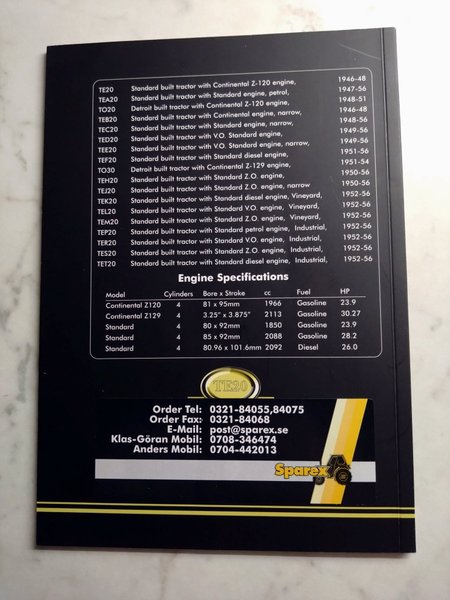 TE20 Standard built tractor with Continental Z-120 engine, 1946-48
TEA20 Standard built tractor with Standard engine, petrol, 1947-56
TO20 Detroit built tractor with Continental Z-120 engine, 1948-51
TEB20 Standard built tractor with Continental engine, narrow, 1946-48
TEC20 Standard built tractor with Standard engine, narrow, 1948-56
TED20 Standard built tractor with V.O. Standard engine, 1949-56
TEE20 Standard built tractor with V.O. Standard engine, narrow, 1949-56
TEF20 Standard built tractor with Standard diesel engine, 1951-56
TO30 Detroit built tractor with Continental Z-129 engine, 1951-54
TEH20 Standard built tractor with Standard Z.O. engine, 1950-56
TEJ20 Standard built tractor with Standard Z.O. engine, narrow 1950-56
TEK20 Standard built tractor with Standard diesel engine, Vineyard, 1952-56
TEL20 Standard built tractor with Standard V.O. engine, Vineyard, 1952-56
TEM20 Standard built tractor with Standard Z.O. engine, Vineyard, 1952-56
TEP20 Standard built tractor with Standard petrol engine, Industrial, 1952-56
TER20 Standard built tractor with Standard V.O. engine, Industrial, 1952-56
TES20 Standard built tractor with Standard Z.O. engine, Industrial, 1952-56
TET20 Standard built tractor with Standard diesel engine, Industrial, 1952-56
Engine Specifications
Model Cylinders Bore x Stroke cc Fuel HP
Continental Z120 4 81 x 95mm 1966 Gasoline 23.9
Continental Z129 4 3.25" x 3.875" 2113 Gasoline 30.27
Standard 4 80 x 92mm 1850 Gasoline 23.9
Standard 4 85 x 92mm 2088 Gasoline 28.2
Standard 4 80.96 x 101.6mm 2092 Diesel 26.0
TE20
Order Tel: 0321-84055,84075
Order Fax: 0321-84068
E-Mail: post@sparex.se
Klas-Göran Mobil: 0708-346474
Anders Mobil: 0704-442013
Sparex